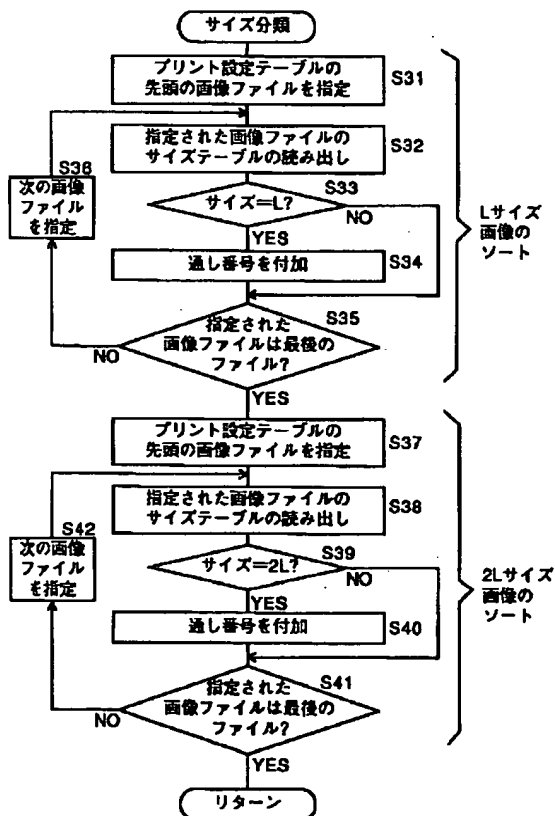 サイズ分類
プリント設定テーブルの
先頭の画像ファイルを指定
S31
指定された画像ファイルの
サイズテーブルの読み出し
S32
S36
次の画像
ファイル
を指定
サイズ=L?
S33
NO
YES
通し番号を付加
S34
指定された
画像ファイルは最後の
ファイル?
S35
NO
YES
Lサイズ
画像の
ソート
プリント設定テーブルの
先頭の画像ファイルを指定
S37
指定された画像ファイルの
サイズテーブルの読み出し
S38
S42
次の画像
ファイル
を指定
サイズ=2L?
S39
NO
YES
通し番号を付加
S40
指定された
画像ファイルは最後の
ファイル?
S41
NO
YES
2Lサイズ
画像の
ソート
リターン